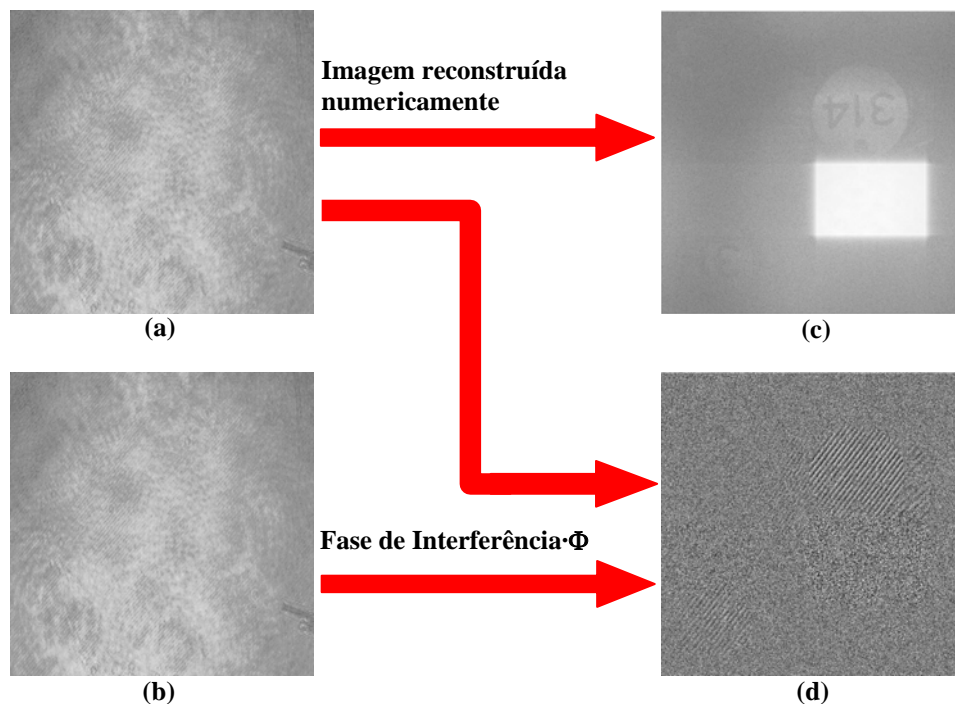 Imagem reconstruída
numericamente
314
(a)
(c)
Fase de Interferência·Φ
(b)
(d)